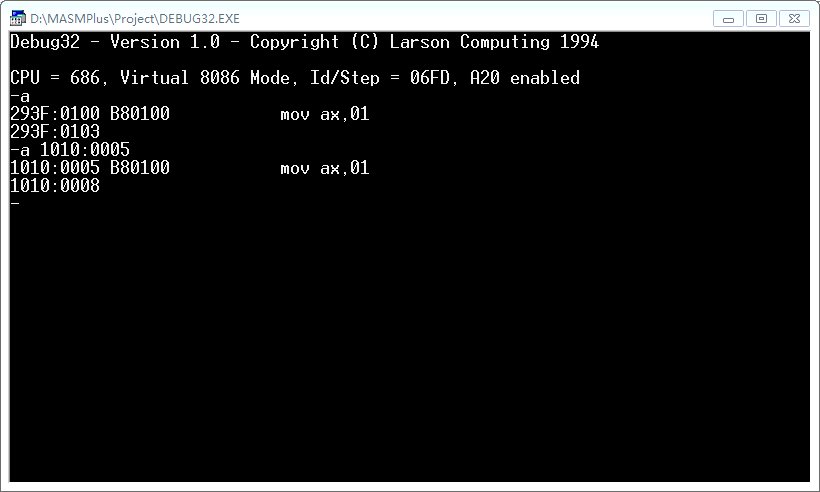 D:\MASMPlus\Project\DEBUG32.EXE
Debug32 - Version 1.0 - Copyright (C) Larson Computing 1994
CPU = 686, Virtual 8086 Mode, Id/Step = 06FD, A20 enabled
-a
293F:0100 B80100 mov ax,01
293F:0103
-a 1010:0005
1010:0005 B80100 mov ax,01
1010:0008
-